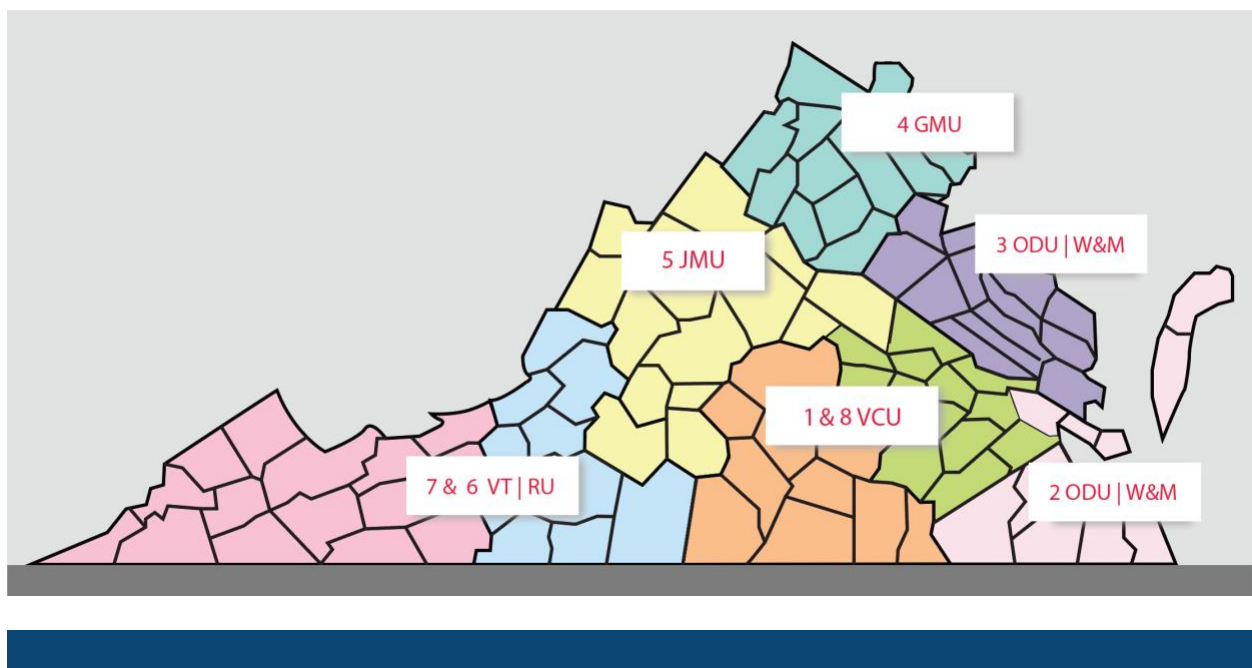 4 GMU
3 ODU | W&M
5 JMU
1 & 8 VCU
7 & 6 VT | RU
2 ODU | W&M